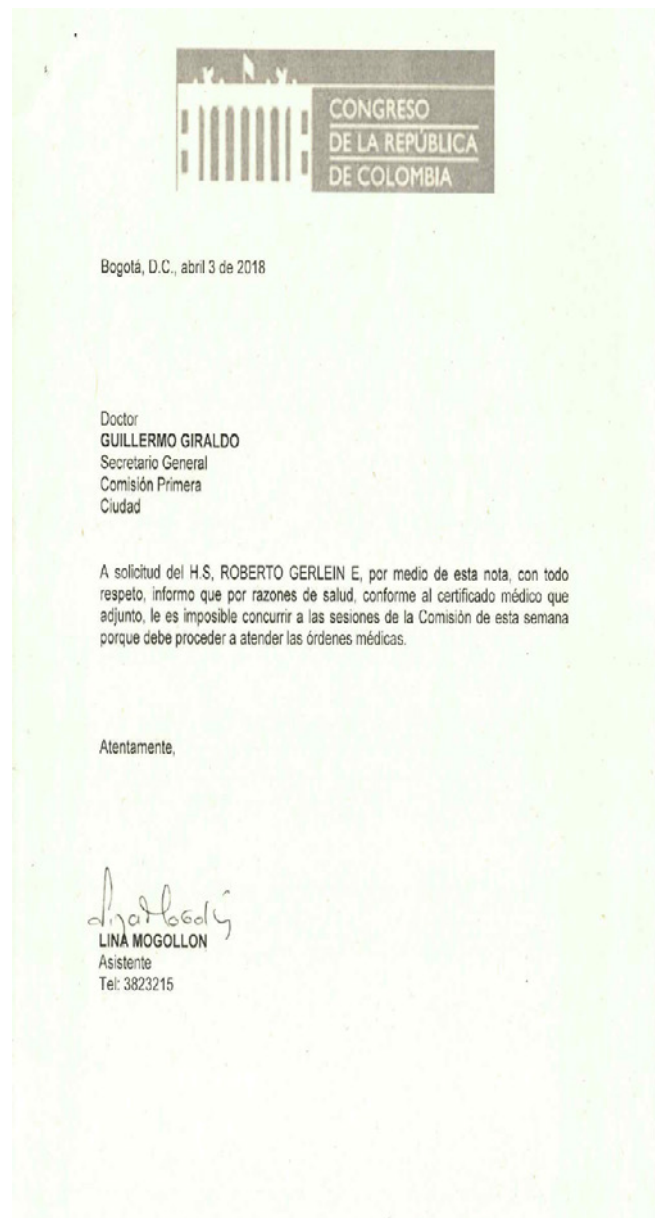 CONGRESO
DE LA REPÚBLICA
DE COLOMBIA
Bogotá, D.C., abril 3 de 2018
Doctor
GUILLERMO GIRALDO
Secretario General
Comisión Primera
Ciudad
A solicitud del H.S, ROBERTO GERLEIN E, por medio de esta nota, con todo
respeto, informo que por razones de salud, conforme al certificado médico que
adjunto, le es imposible concurrir a las sesiones de la Comisión de esta semana
porque debe proceder a atender las órdenes médicas.
Atentamente,
LINA MOGOLLON
Asistente
Tel: 3823215